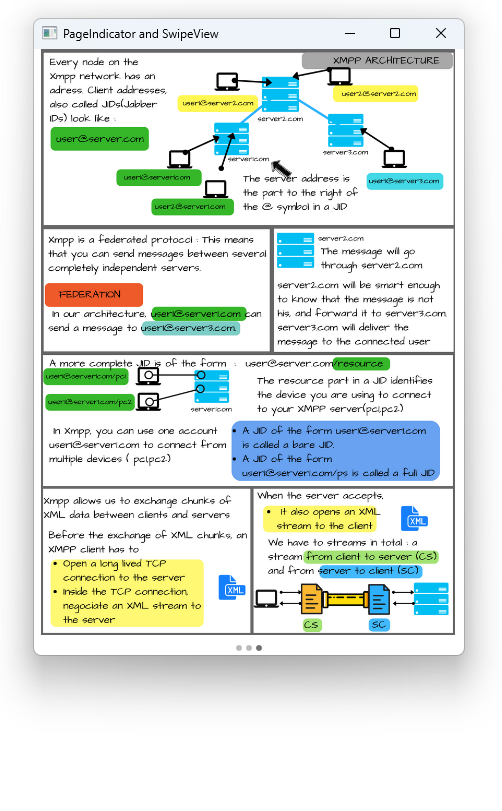 PageIndicator and SwipeView
Every node on the
Xmpp network has an
adress. Client addresses,
also called JIDs(Jabber
IDs) look like :
user@server.com
XMPP ARCHITECTURE
user1@server2.com
user2@server2.com
server2.com
server1com
server3.com
user1@server1com
user2@server1.com
user1@server3.com
The server address is
the part to the right of
the @ symbol in a JID
Xmpp is a federated protocol : This means
that you can send messages between several
completely independent servers.
FEDERATION
In our architecture, user1@server1.com can
send a message to user1@server3.com.
server2.com
The message will go
through server2.com
server2.com will be smart enough
to know that the message is not
his, and forward it to server3.com.
server3.com will deliver the
message to the connected user
A more complete JID is of the form : user@server.com/resource
user1@server1com/pc1
user1@server1.com/pc2
server1.com
The resource part in a JID identifies
the device you are using to connect
to your XMPP server(pc1,pc2)
In Xmpp, you can use one account
user1@server1.com to connect from
multiple devices ( pc1,pc2)
• A JID of the form user1@server1.com
is called a bare JID.
• A JID of the form
user1@server1.com/ps is called a full JID
Xmpp allows us to exchange chunks of
XML data between clients and servers
Before the exchange of XML chunks, an
XMPP client has to
• Open a long lived TCP
connection to the server
• Inside the TCP connection,
negociate an XML stream to
the server
XML
When the server accepts,
• it also opens an XML
stream to the client
XML
We have to streams in total : a
stream from client to server (CS)
and from server to client (SC)
CS
SC